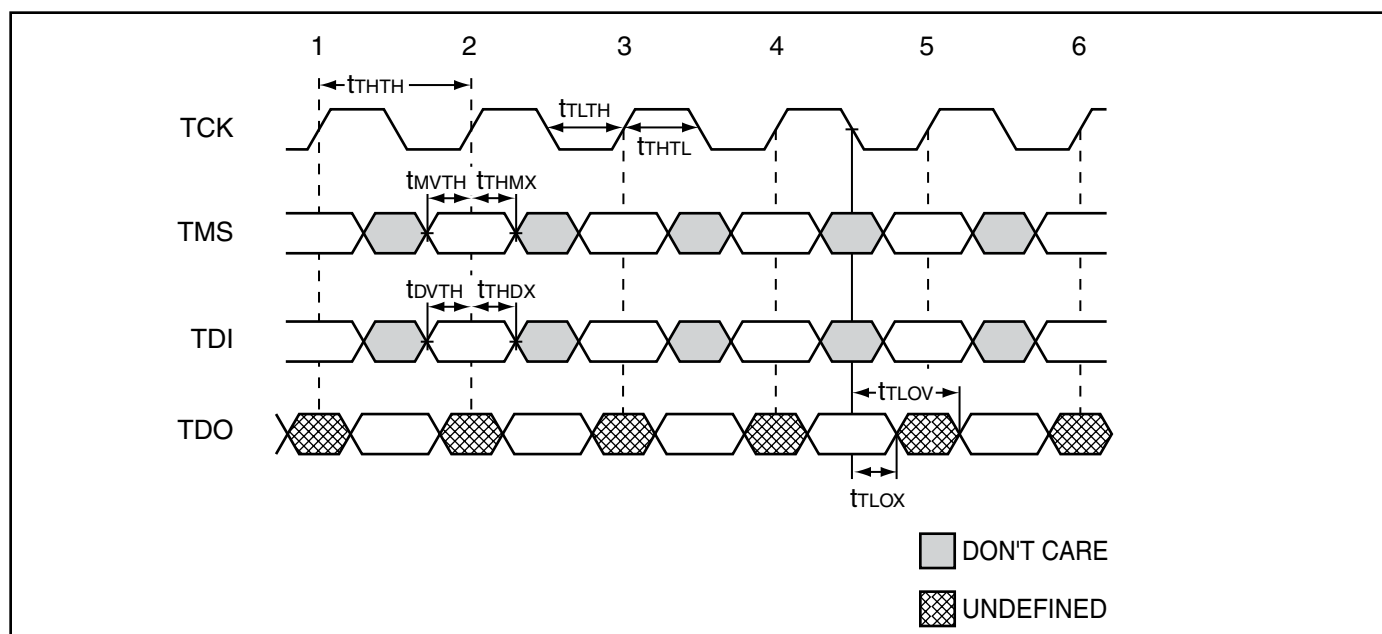 1 2 3 4 5 6
tTHTH
tTLTH
TCK
tTHTL
tMVTH tTHMX
TMS
tDVTH tTHDX
TDI
tTLOV
TDO
tTLOX
DON'T CARE
UNDEFINED